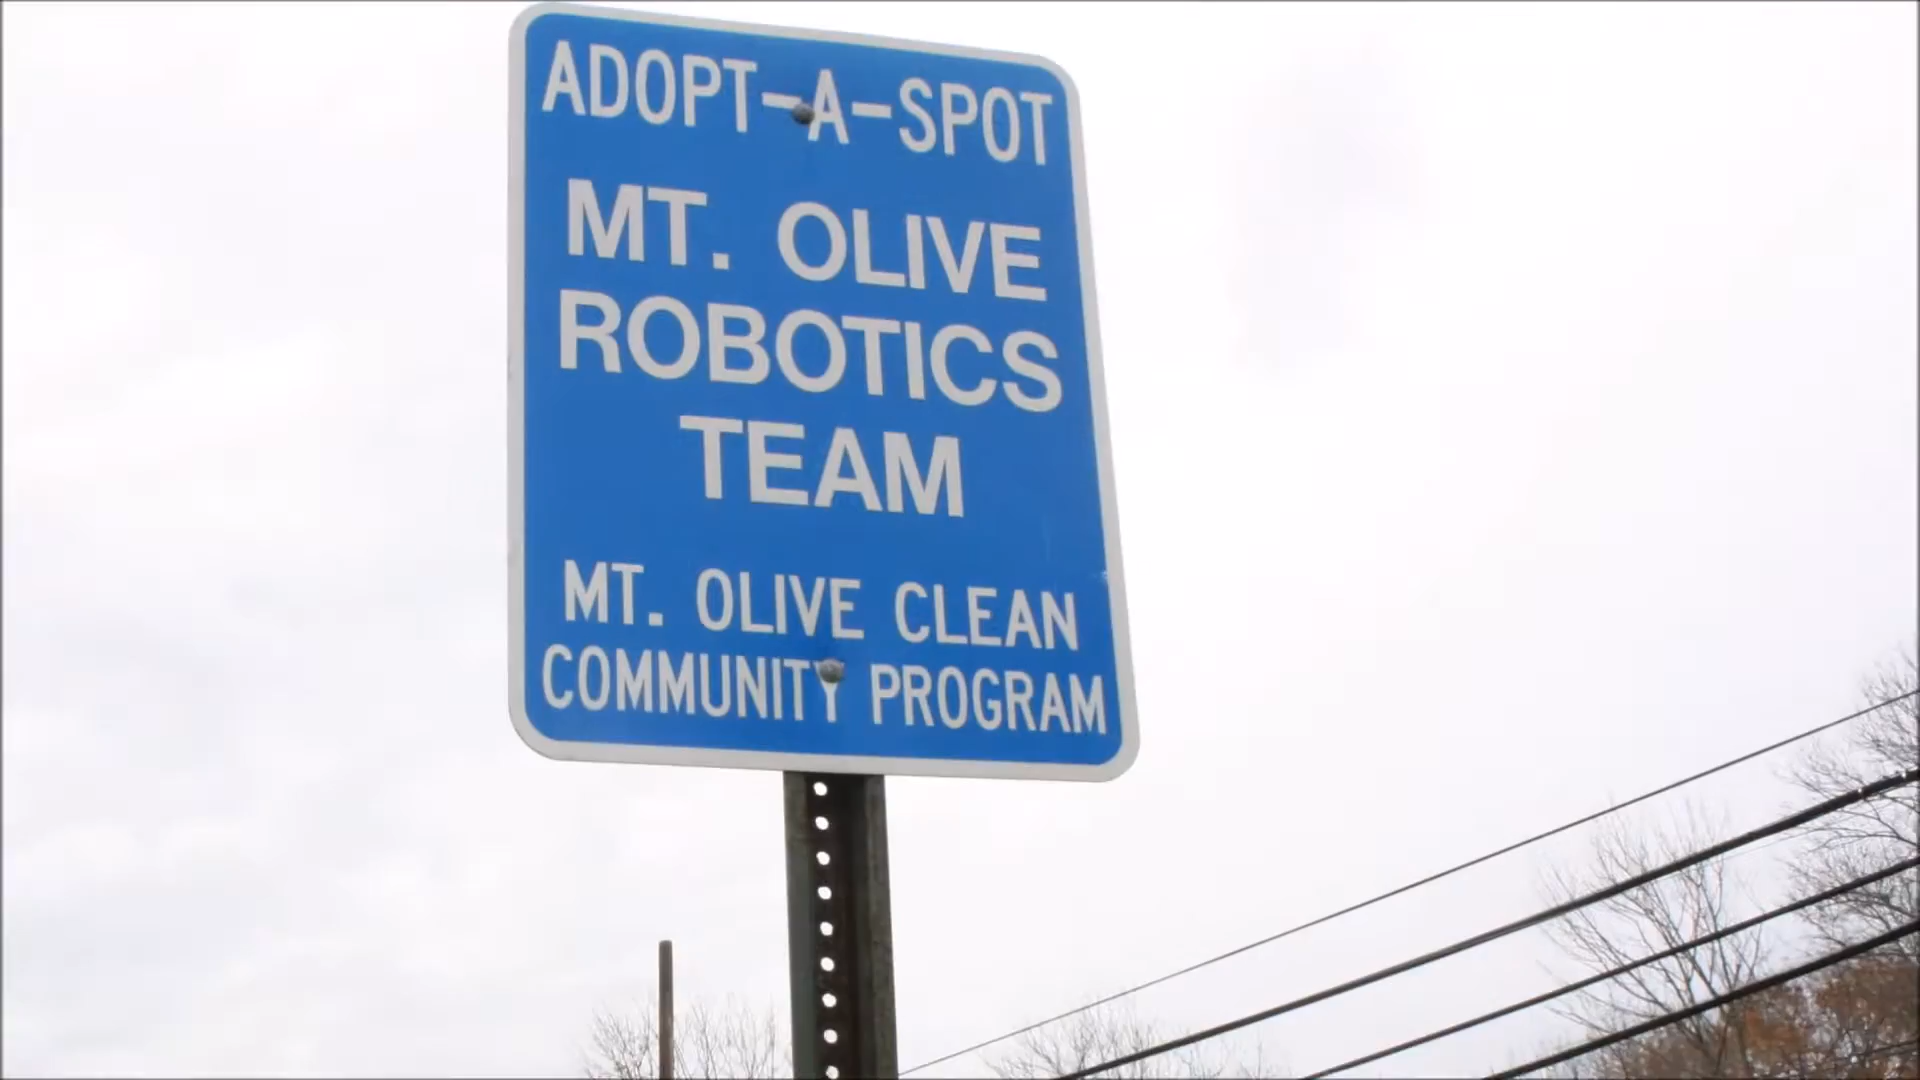 ADOPT-A-SPOT
MT. OLIVE
ROBOTICS
TEAM
MT. OLIVE CLEAN
COMMUNITY PROGRAM